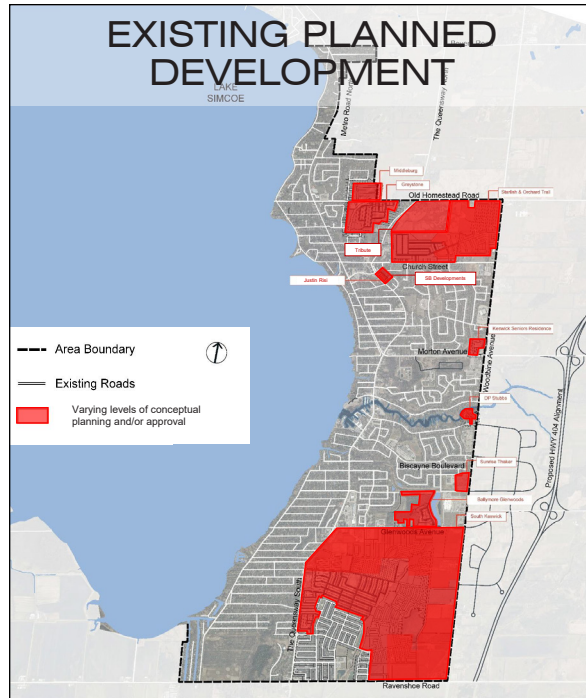 EXISTING PLANNED
DEVELOPMENT
LAKE
SIMCOE
Metro Road North
The Queensway North
Middleburg
Greystone
Old Homestead Road
Starlish & Orchard Trail
Tribute
Church Street
Justin Rai
SB Developments
Keswick Seniors Residence
Morton Avenue
Woodbine Avenue
Area Boundary
Existing Roads
Varying levels of conceptual
planning and/or approval
Proposed HWY 404 Alignment
OP Stubbs
Biscayne Boulevard
Sunrise Thaker
Ballymore Glenwoods
South Keswick
Glenwoods Avenue
The Queensway South
Ravenshoe Road